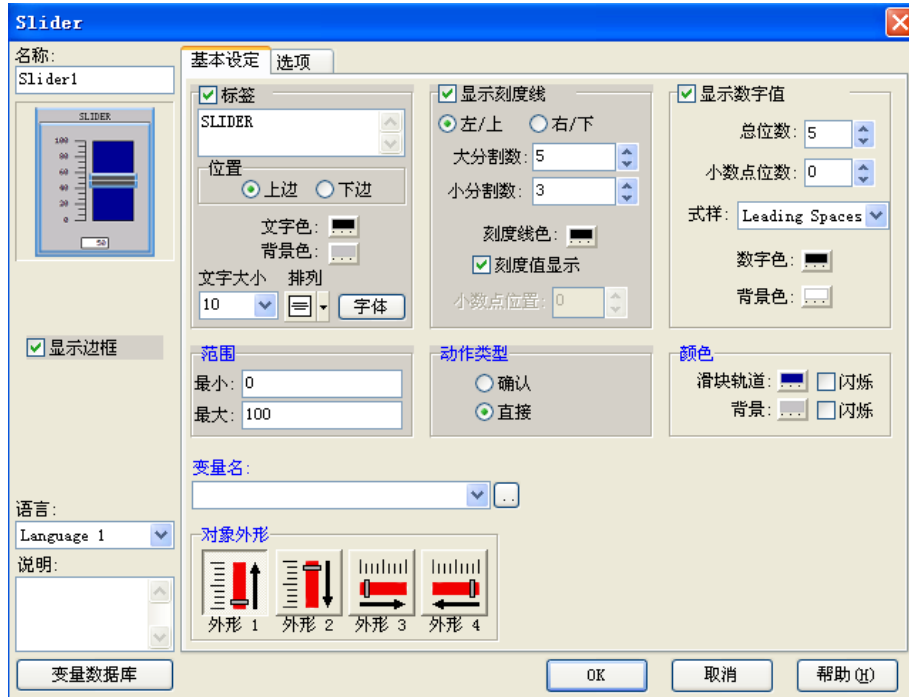 Slider
名称:
Slider1
SLIDER
100
80
60
40
20
0
50
显示边框
语言:
Language 1
说明:
变量数据库
基本设定 选项
标签
SLIDER
位置
上边 下边
文字色:
背景色:
文字大小 排列
10 字体
显示刻度线
左/上 右/下
大分割数: 5
小分割数: 3
刻度线色:
刻度值显示
小数点位置: 0
显示数字值
总位数: 5
小数点位数: 0
式样: Leading Spaces
数字色:
背景色:
范围
最小: 0
最大: 100
动作类型
确认
直接
颜色
滑块轨道: 闪烁
背景: 闪烁
变量名:
..
对象外形
外形 1 外形 2 外形 3 外形 4
OK 取消 帮助(H)